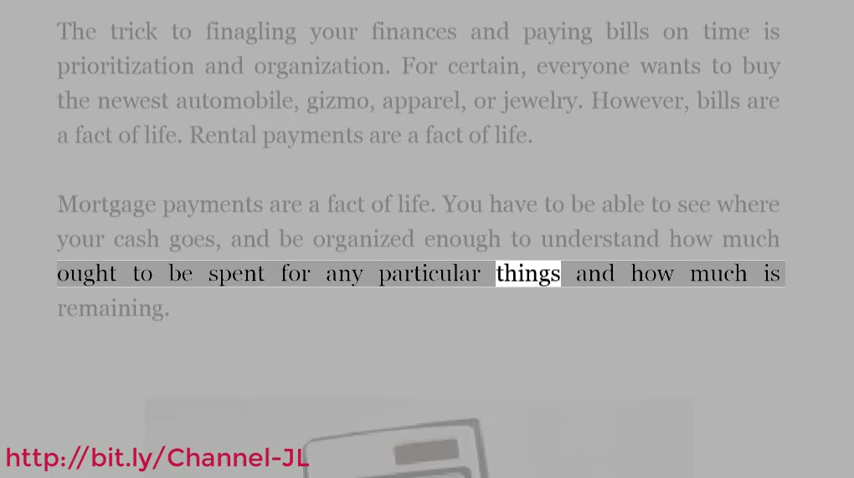 The trick to finagling your finances and paying bills on time is
prioritization and organization. For certain, everyone wants to buy
the newest automobile, gizmo, apparel, or jewelry. However, bills are
a fact of life. Rental payments are a fact of life.
Mortgage payments are a fact of life. You have to be able to see where
your cash goes, and be organized enough to understand how much
ought to be spent for any particular things and how much is
remaining.
http://bit.ly/Channel-JL